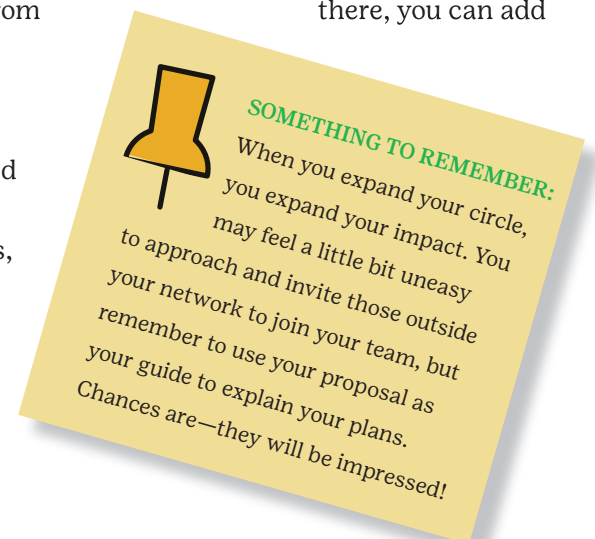 om
there, you can add
d
s,
SOMETHING TO REMEMBER:
When you expand your circle,
you expand your impact. You
may feel a little bit uneasy
to approach and invite those outside
your network to join your team, but
remember to use your proposal as
your guide to explain your plans.
Chances are—they will be impressed!